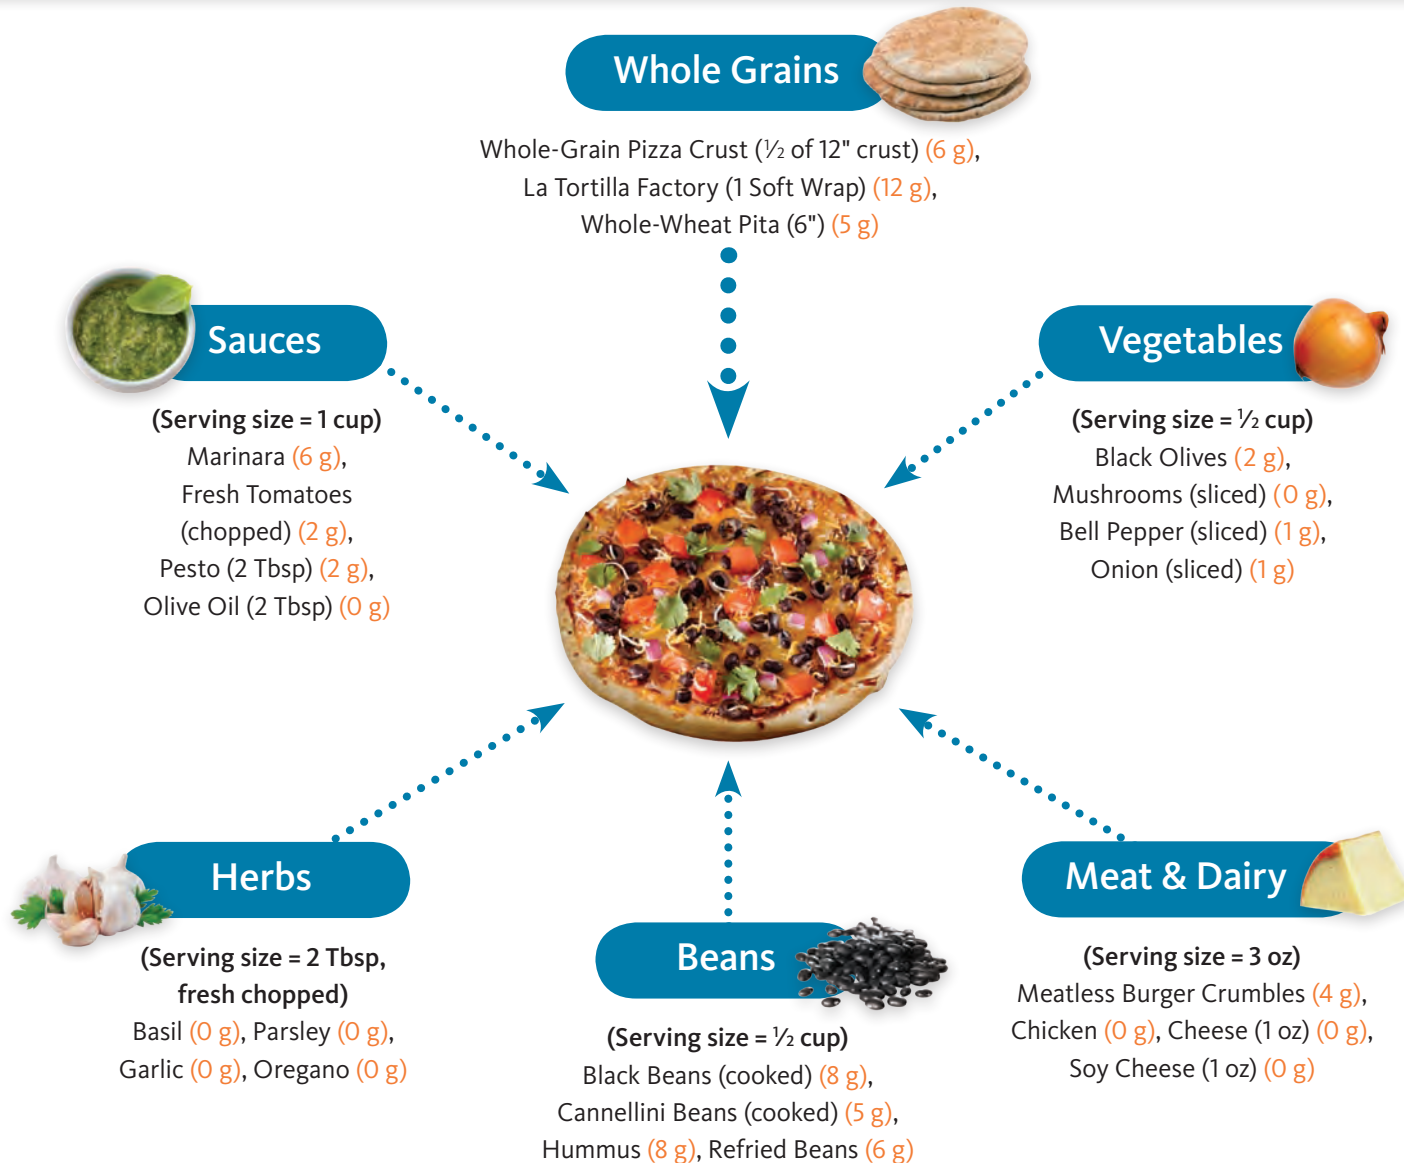 Whole Grains
Whole-Grain Pizza Crust (½ of 12" crust) (6 g),
La Tortilla Factory (1 Soft Wrap) (12 g),
Whole-Wheat Pita (6") (5 g)
Sauces
(Serving size = 1 cup)
Marinara (6 g),
Fresh Tomatoes
(chopped) (2 g),
Pesto (2 Tbsp) (2 g),
Olive Oil (2 Tbsp) (0 g)
Vegetables
(Serving size = ½ cup)
Black Olives (2 g),
Mushrooms (sliced) (0 g),
Bell Pepper (sliced) (1 g),
Onion (sliced) (1 g)
Herbs
(Serving size = 2 Tbsp,
fresh chopped)
Basil (0 g), Parsley (0 g),
Garlic (0 g), Oregano (0 g)
Beans
(Serving size = ½ cup)
Black Beans (cooked) (8 g),
Cannellini Beans (cooked) (5 g),
Hummus (8 g), Refried Beans (6 g)
Meat & Dairy
(Serving size = 3 oz)
Meatless Burger Crumbles (4 g),
Chicken (0 g), Cheese (1 oz) (0 g),
Soy Cheese (1 oz) (0 g)